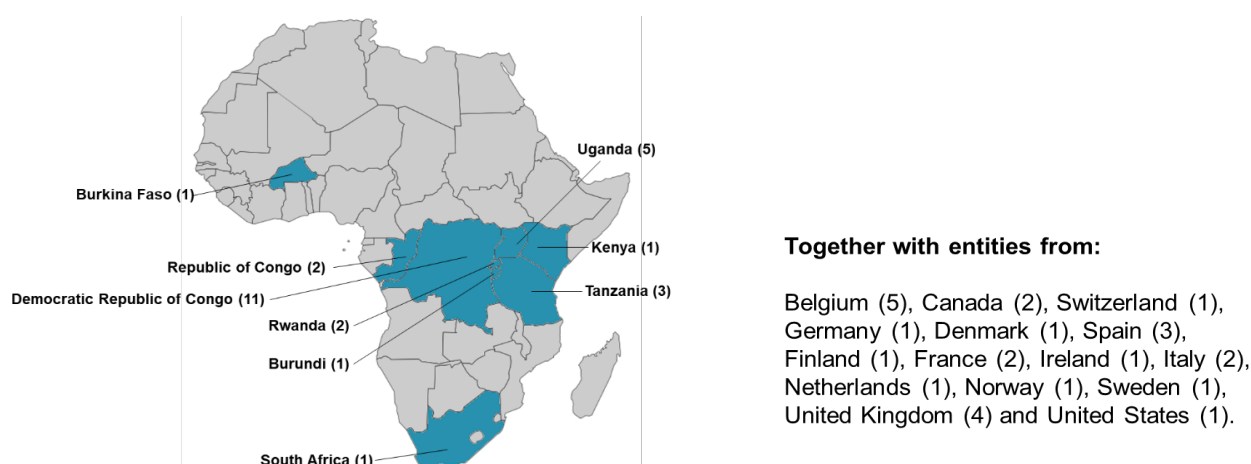 Uganda (5)
Burkina Faso (1)
Kenya (1)
Republic of Congo (2)
Tanzania (3)
Democratic Republic of Congo (11)
Rwanda (2)
Burundi (1)
South Africa (1)
Together with entities from:
Belgium (5), Canada (2), Switzerland (1),
Germany (1), Denmark (1), Spain (3),
Finland (1), France (2), Ireland (1), Italy (2),
Netherlands (1), Norway (1), Sweden (1),
United Kingdom (4) and United States (1).